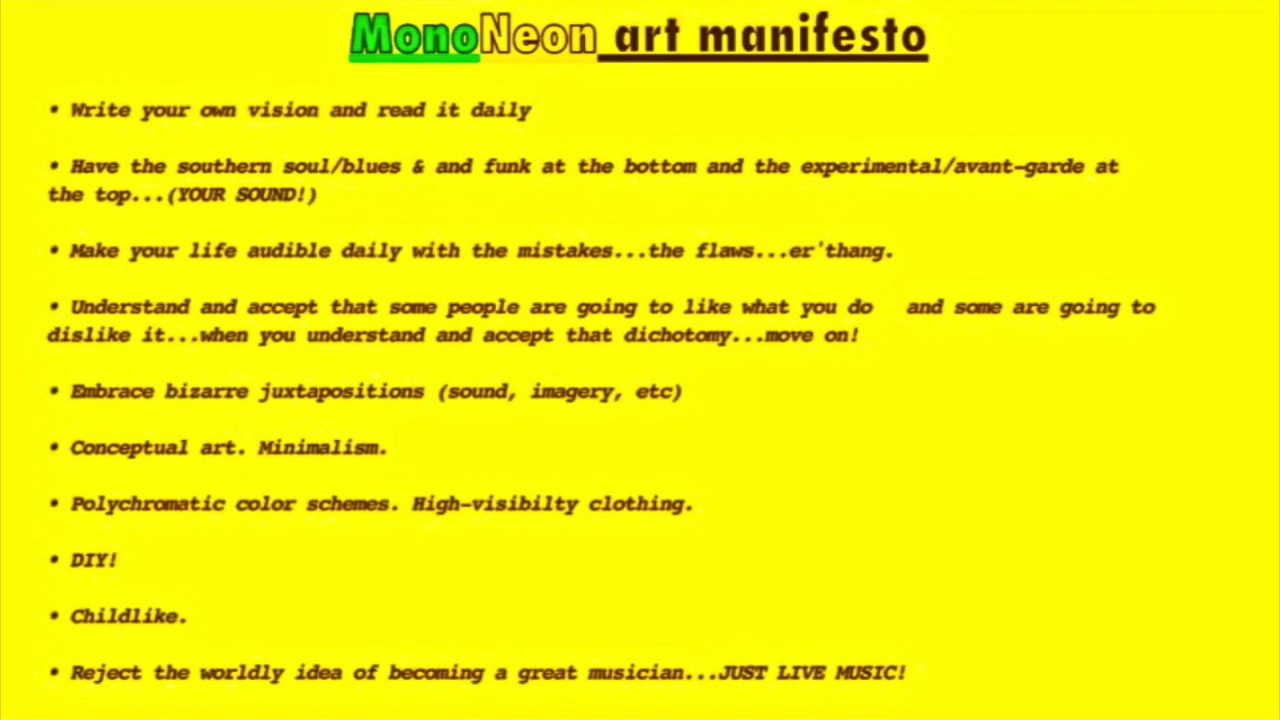 MonoNeon art manifesto
• Write your own vision and read it daily
• Have the southern soul/blues & and funk at the bottom and the experimental/avant-garde at
the top...(YOUR SOUND!)
• Make your life audible daily with the mistakes...the flaws...er'thang.
• Understand and accept that some people are going to like what you do   and some are going to
dislike it...when you understand and accept that dichotomy...move on!
• Embrace bizarre juxtapositions (sound, imagery, etc)
• Conceptual art. Minimalism.
• Polychromatic color schemes. High-visibilty clothing.
• DIY!
• Childlike.
• Reject the worldly idea of becoming a great musician...JUST LIVE MUSIC!